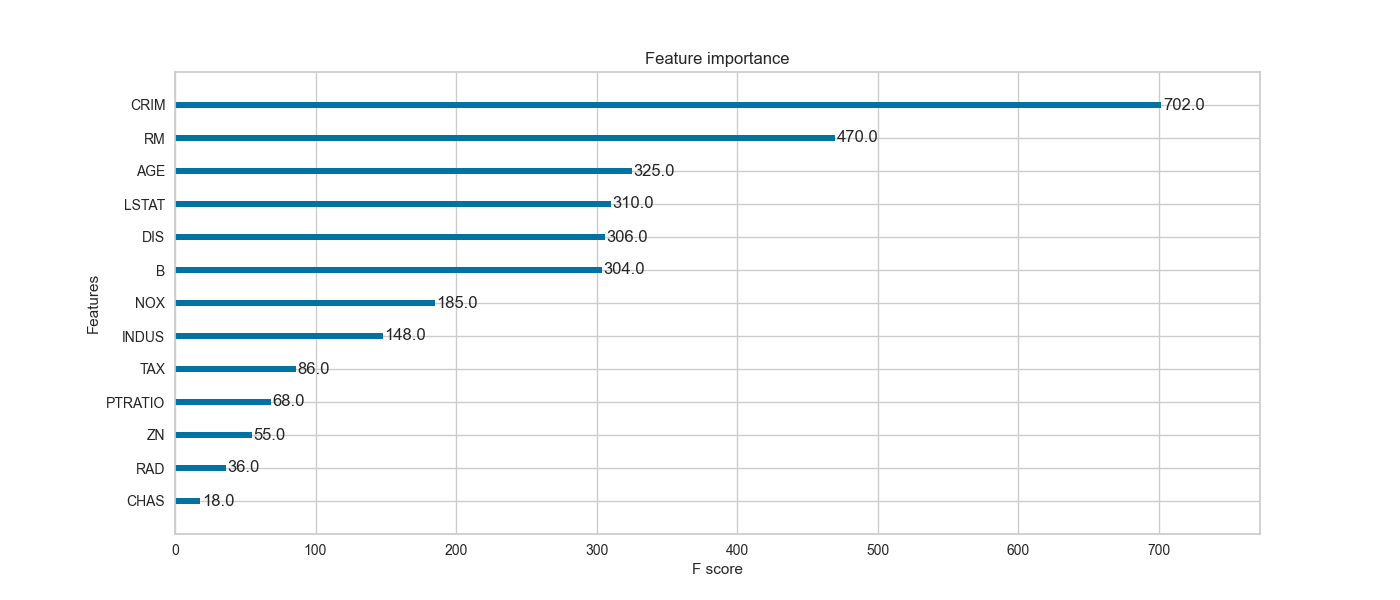 Feature importance
CRIM 702.0
RM 470.0
AGE 325.0
LSTAT 310.0
DIS 306.0
B 304.0
NOX 185.0
INDUS 148.0
TAX 86.0
PTRATIO 68.0
ZN 55.0
RAD 36.0
CHAS 18.0
Features
0 100 200 300 400 500 600 700
F score